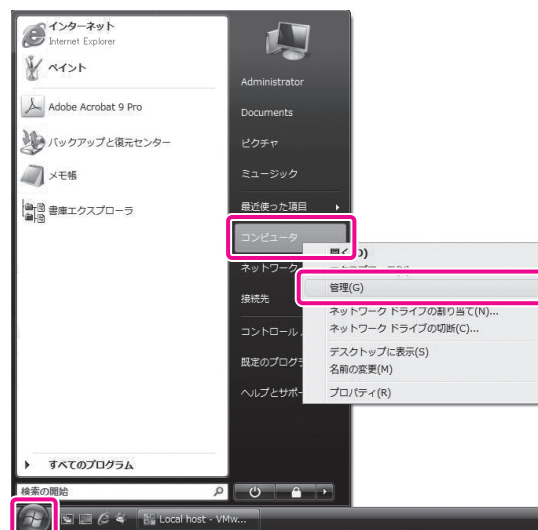 インターネット
Internet Explorer
ペイント
Adobe Acrobat 9 Pro
バックアップと復元センター
メモ帳
書庫エクスプローラ
すべてのプログラム
検索の開始
Administrator
Documents
ピクチャ
ミュージック
最近使った項目
コンピュータ
ネットワーク
接続先
コントロール
既定のプログ
ヘルプとサポ
管理(G)
ネットワーク ドライブの割り当て(N)...
ネットワーク ドライブの切断(C)...
デスクトップに表示(S)
名前の変更(M)
プロパティ(R)
Local host - VMw...